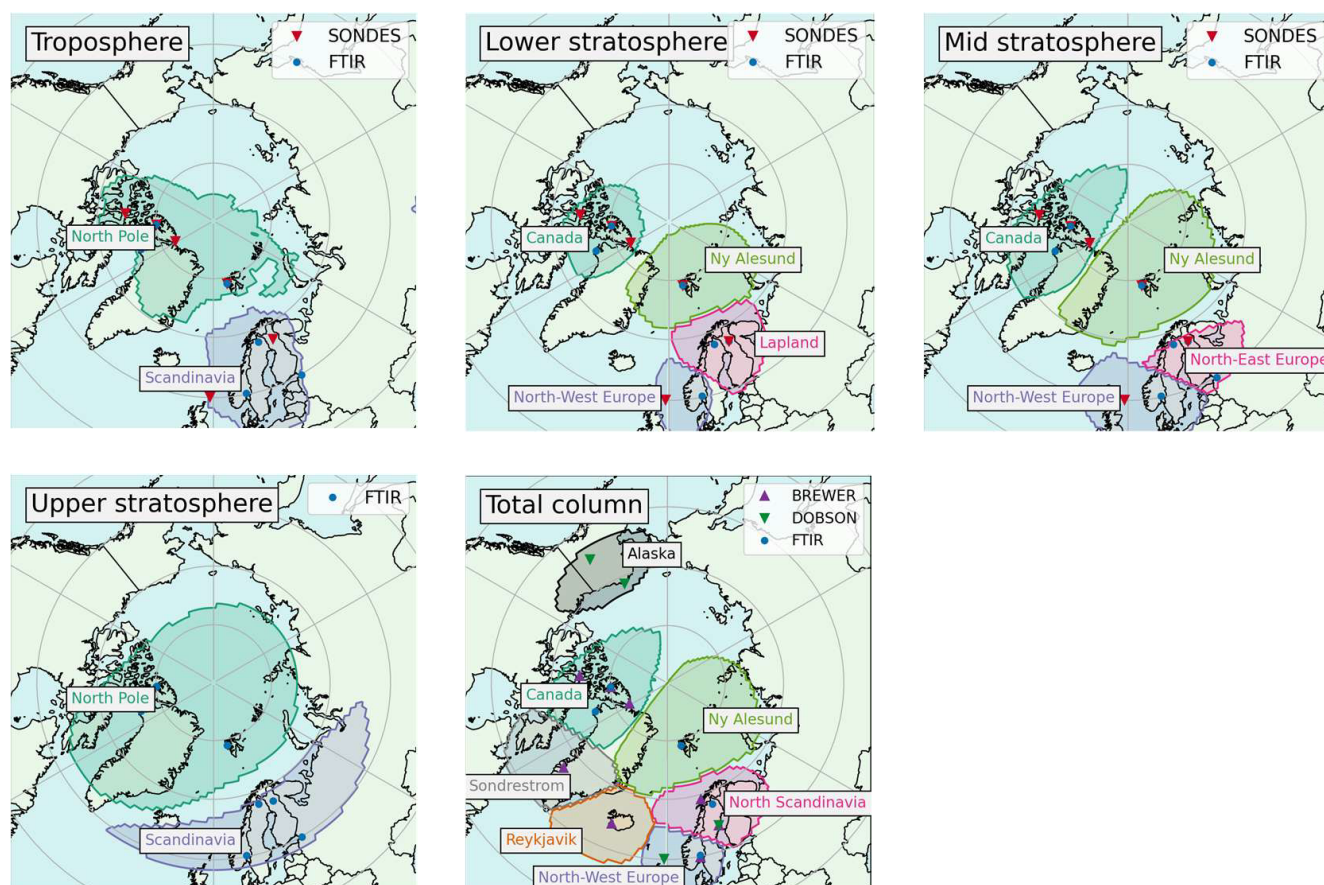 Troposphere
SONDES
FTIR
North Pole
Scandinavia
Lower stratosphere
SONDES
FTIR
Canada
Ny Alesund
Lapland
North-West Europe
Mid stratosphere
SONDES
FTIR
Canada
Ny Alesund
North-East Europe
North-West Europe
Upper stratosphere
FTIR
North Pole
Scandinavia
Total column
BREWER
DOBSON
FTIR
Alaska
Canada
Ny Alesund
Sondrestrom
North Scandinavia
Reykjavik
North-West Europe